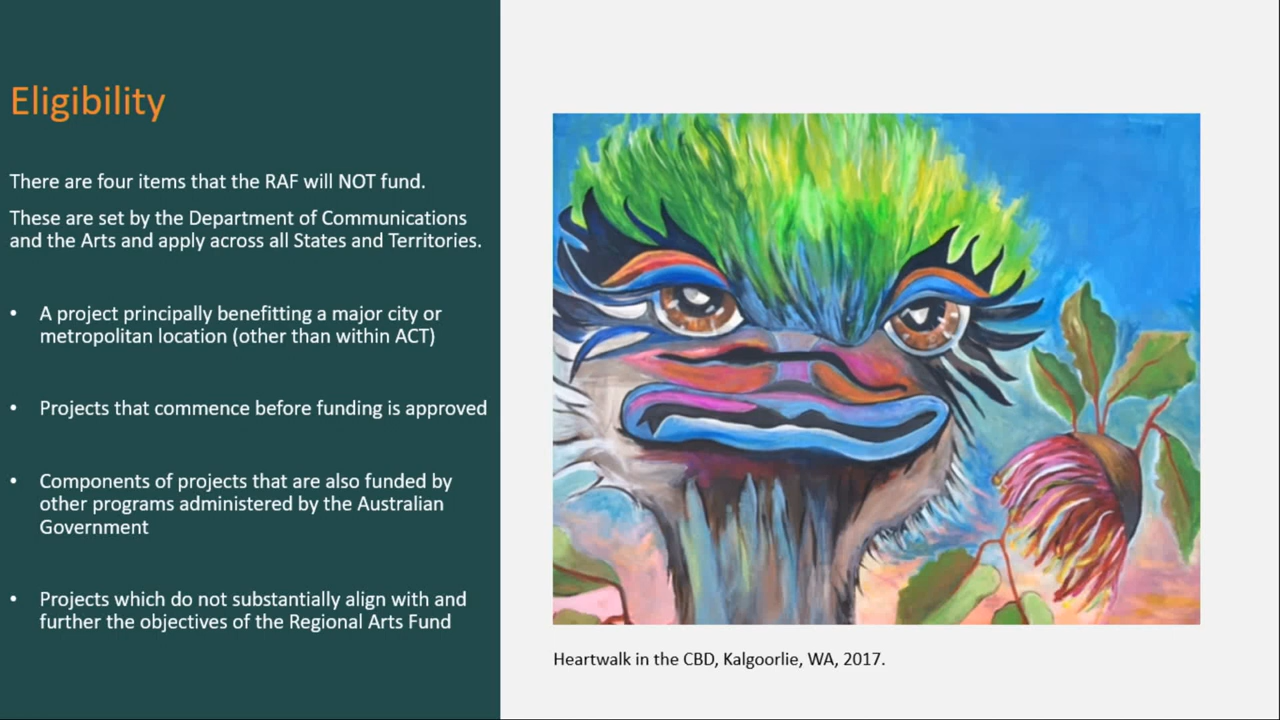 Eligibility
There are four items that the RAF will NOT fund.
These are set by the Department of Communications
and the Arts and apply across all States and Territories.
• A project principally benefitting a major city or
metropolitan location (other than within ACT)
• Projects that commence before funding is approved
• Components of projects that are also funded by
other programs administered by the Australian
Government
• Projects which do not substantially align with and
further the objectives of the Regional Arts Fund
Heartwalk in the CBD, Kalgoorlie, WA, 2017.